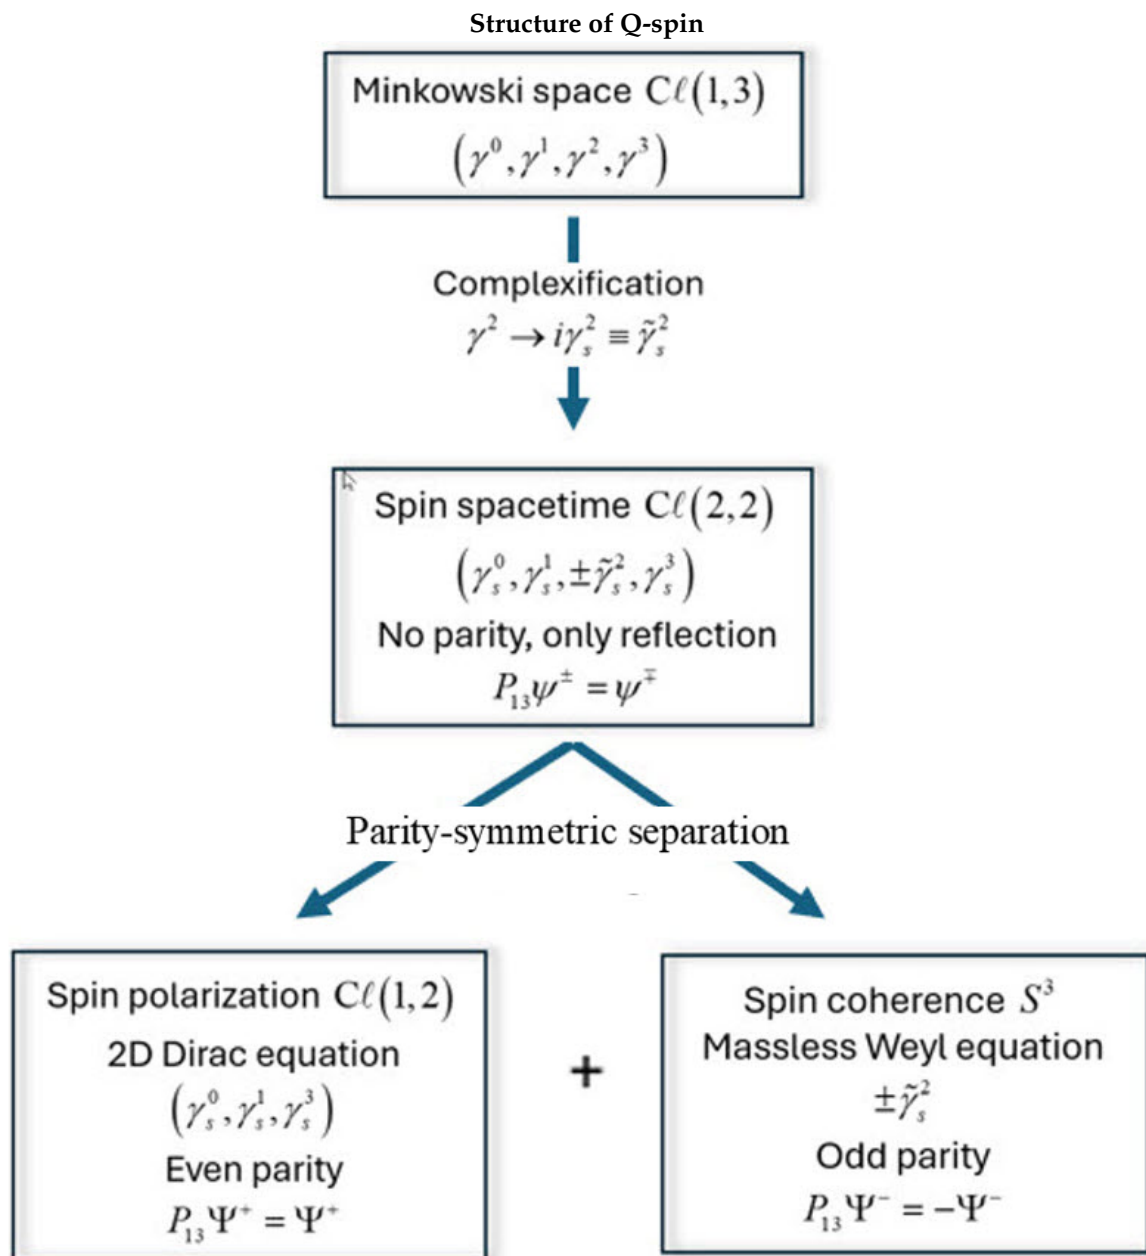 Structure of Q-spin
Minkowski space Cℓ(1,3)
(γ⁰, γ¹, γ², γ³)
Complexification
γ² → iγₛ² ≡ γ̃ₛ²
Spin spacetime Cℓ(2,2)
(γₛ⁰, γₛ¹, ±γ̃ₛ², γₛ³)
No parity, only reflection
P₁₃ψ^± = ψ^∓
Parity-symmetric separation
Spin polarization Cℓ(1,2)
2D Dirac equation
(γₛ⁰, γₛ¹, γₛ³)
Even parity
P₁₃Ψ⁺ = Ψ⁺
+
Spin coherence S³
Massless Weyl equation
±γ̃ₛ²
Odd parity
P₁₃Ψ⁻ = −Ψ⁻